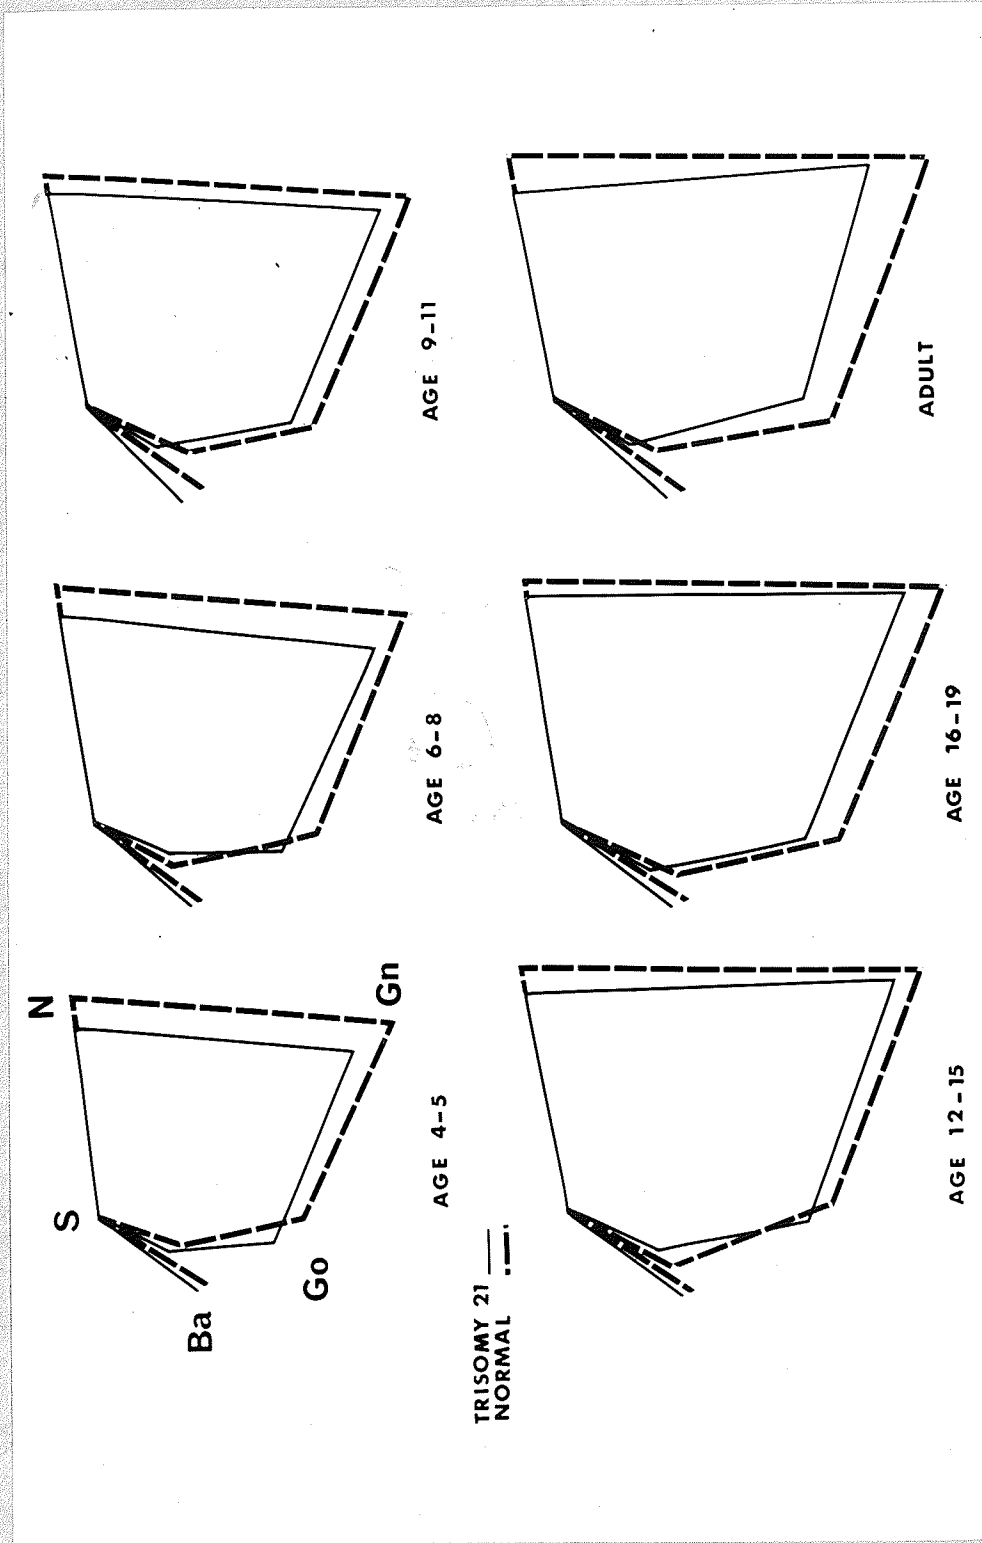 N
S
Ba
Go
Gn
AGE 4-5
AGE 6-8
AGE 9-11
TRISOMY 21
NORMAL
AGE 12-15
AGE 16-19
ADULT